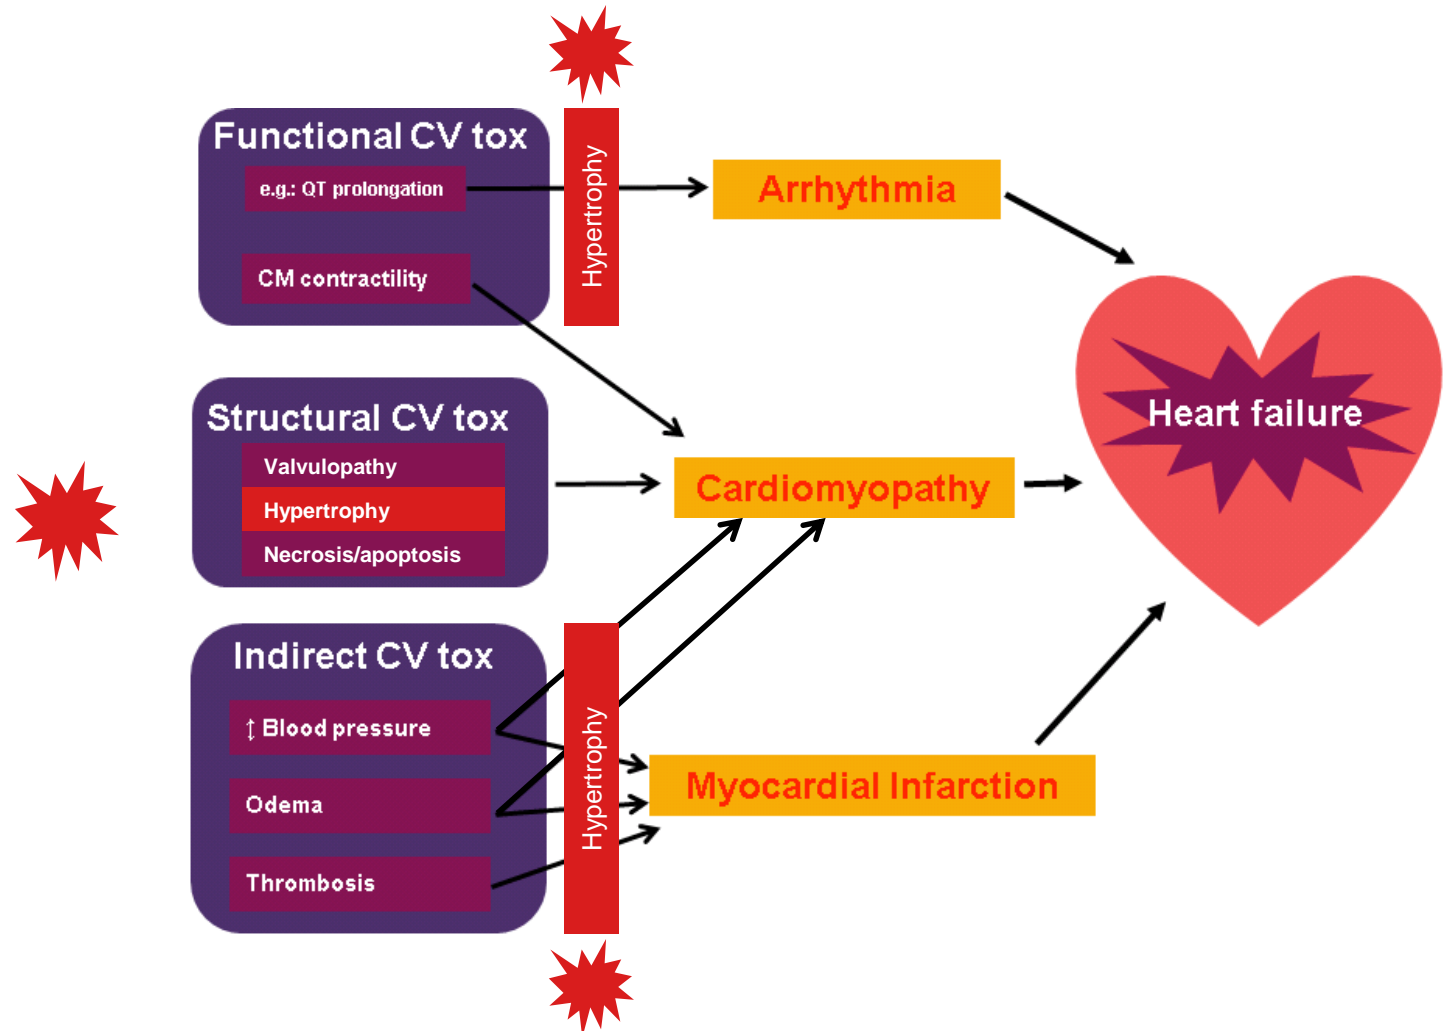 Functional CV tox
e.g.: QT prolongation
CM contractility
Hypertrophy
Arrhythmia
Structural CV tox
Valvulopathy
Hypertrophy
Necrosis/apoptosis
Cardiomyopathy
Heart failure
Indirect CV tox
↕ Blood pressure
Odema
Thrombosis
Hypertrophy
Myocardial Infarction